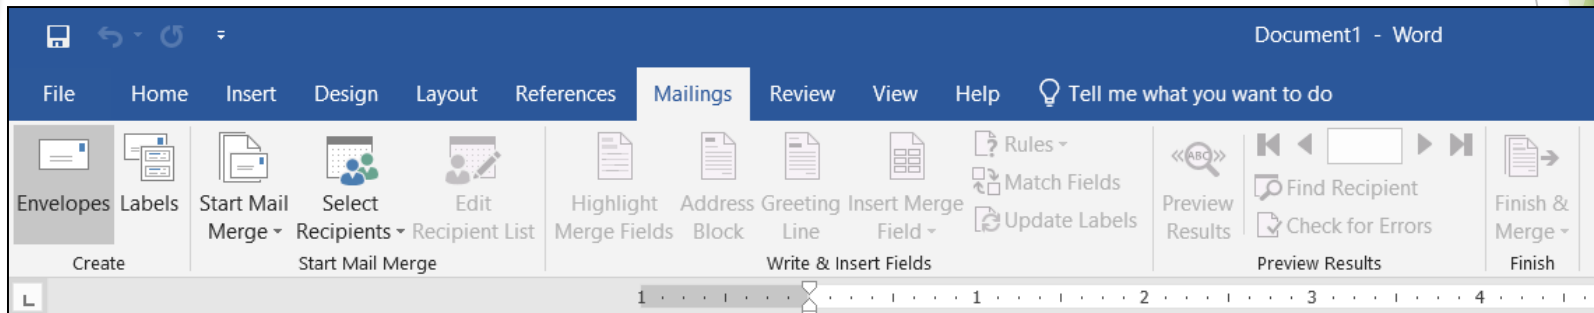 Document1 - Word
File Home Insert Design Layout References Mailings Review View Help Tell me what you want to do
Envelopes
Labels
Start Mail
Merge
Select
Recipients
Edit
Recipient List
Highlight
Merge Fields
Address
Block
Greeting
Line
Insert Merge
Field
Rules
Match Fields
Update Labels
«ABC»
Preview
Results
Find Recipient
Check for Errors
Finish &
Merge
Create
Start Mail Merge
Write & Insert Fields
Preview Results
Finish
1 1 2 3 4